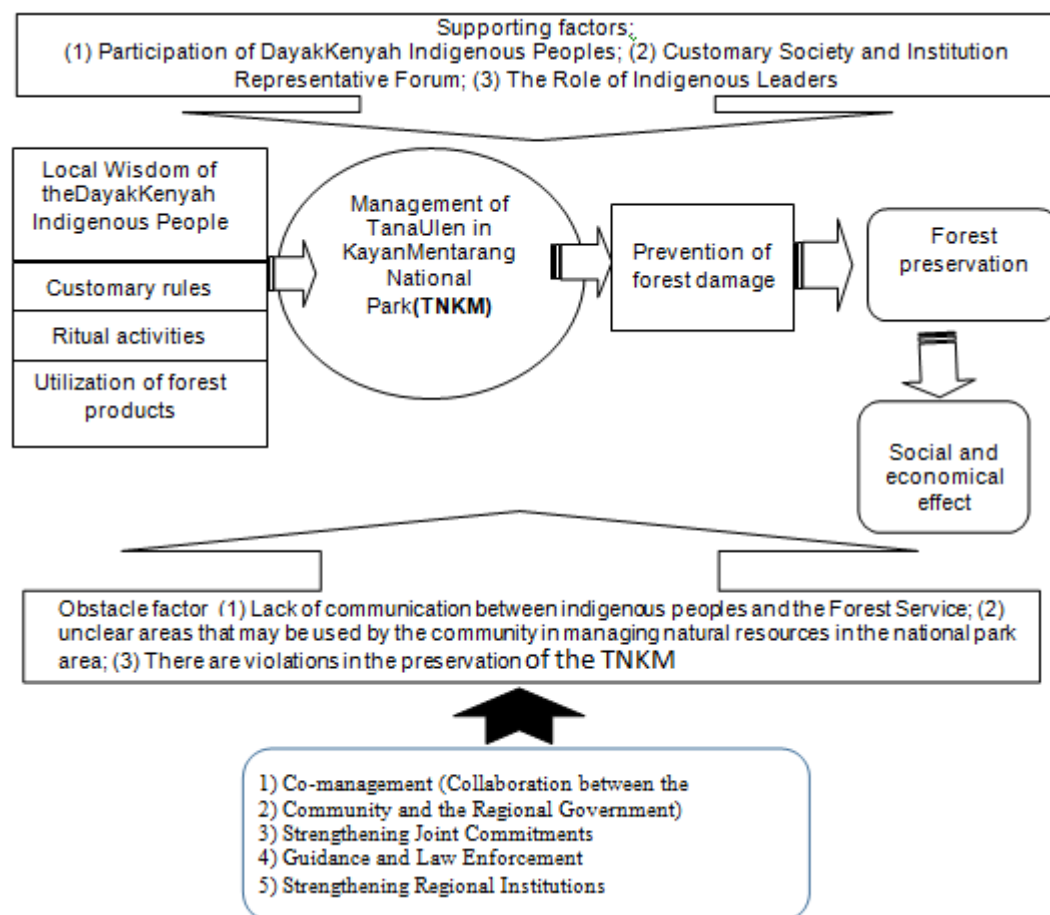 Supporting factors;
(1) Participation of DayakKenyah Indigenous Peoples; (2) Customary Society and Institution
Representative Forum; (3) The Role of Indigenous Leaders
Local Wisdom of
theDayakKenyah
Indigenous People
Customary rules
Ritual activities
Utilization of forest
products
Management of
TanaUlen in
KayanMentarang
National
Park(TNKM)
Prevention of
forest damage
Forest
preservation
Social and
economical
effect
Obstacle factor (1) Lack of communication between indigenous peoples and the Forest Service; (2)
unclear areas that may be used by the community in managing natural resources in the national park
area; (3) There are violations in the preservation of the TNKM
1) Co-management (Collaboration between the
2) Community and the Regional Government)
3) Strengthening Joint Commitments
4) Guidance and Law Enforcement
5) Strengthening Regional Institutions